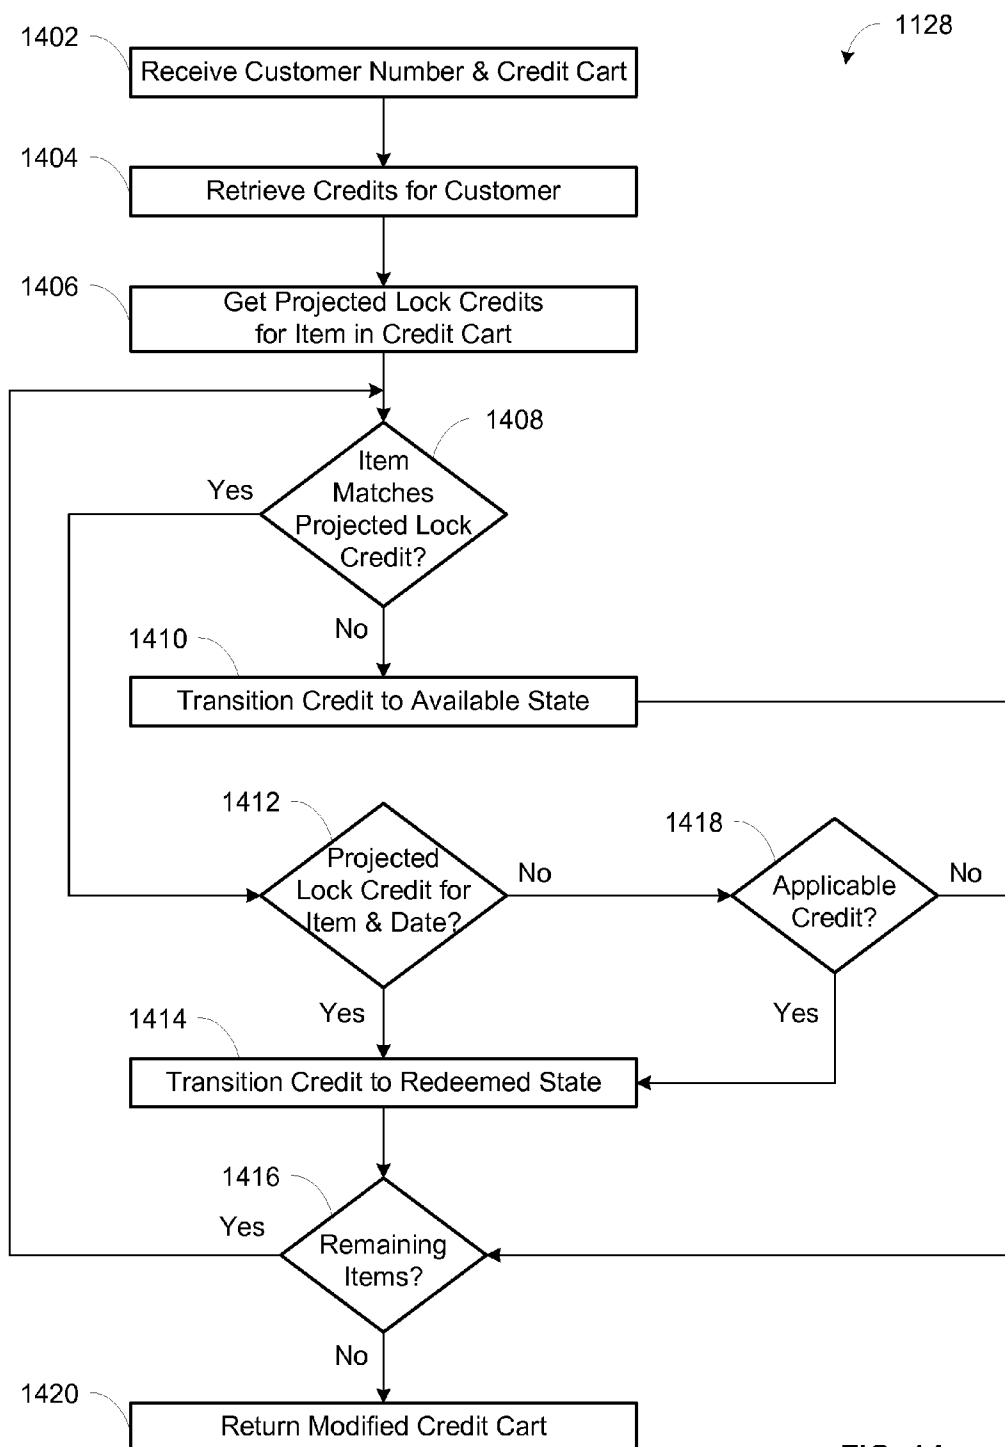 1402
1128
Receive Customer Number & Credit Cart
1404
Retrieve Credits for Customer
1406
Get Projected Lock Credits
for Item in Credit Cart
1408
Item
Matches
Projected Lock
Credit?
Yes
No
1410
Transition Credit to Available State
1412
Projected
Lock Credit for
Item & Date?
No
1418
Applicable
Credit?
No
Yes
Yes
1414
Transition Credit to Redeemed State
1416
Yes
Remaining
Items?
No
1420
Return Modified Credit Cart